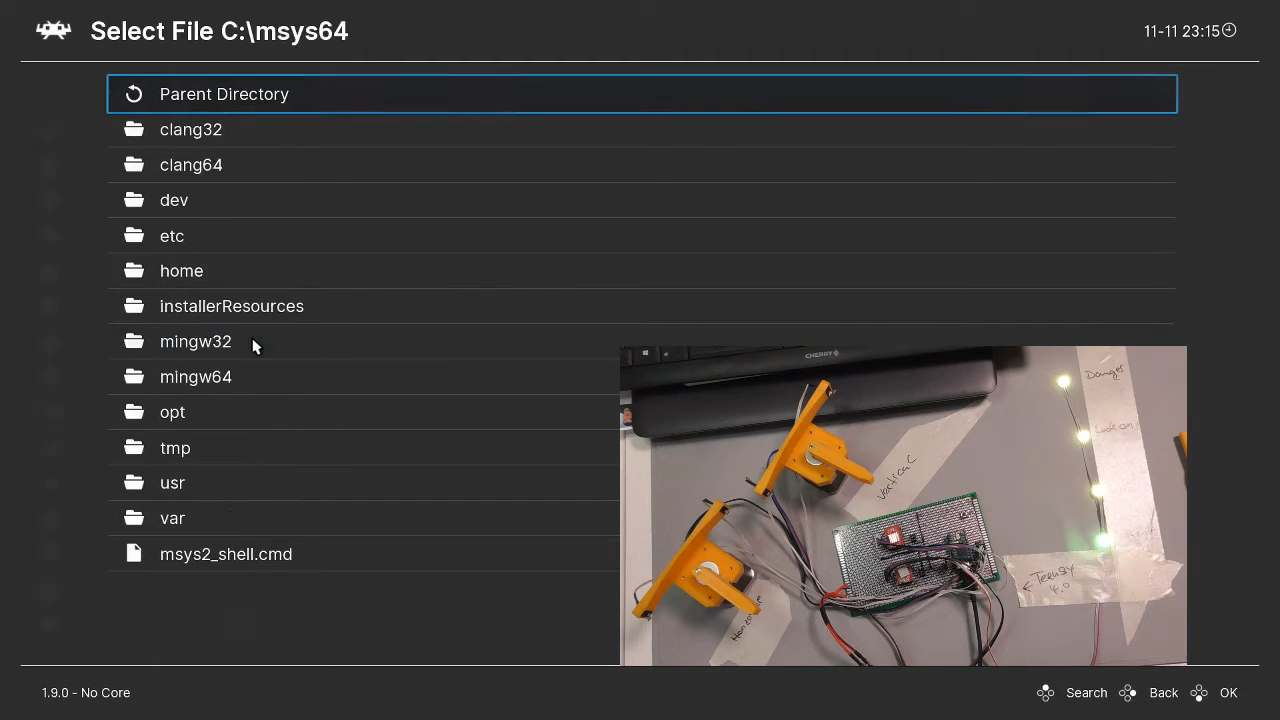 Select File C:\msys64
11-11 23:15
Parent Directory
clang32
clang64
dev
etc
home
installerResources
mingw32
mingw64
opt
tmp
usr
var
msys2_shell.cmd
CHERRY
Danger
Vertical
← Teensy
4.0
1.9.0 - No Core
Search
Back
OK